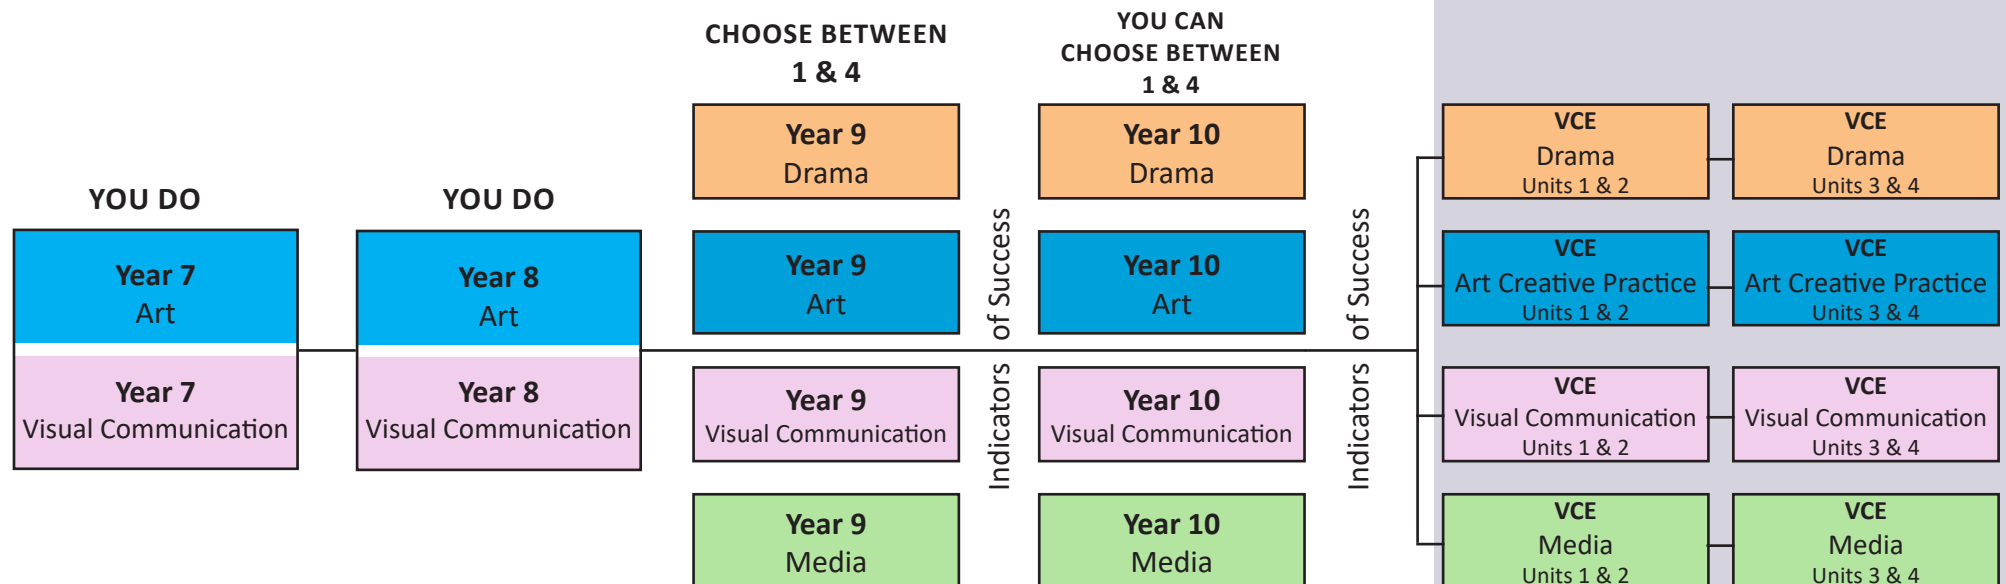 YOU DO
Year 7
Art
Year 7
Visual Communication
YOU DO
Year 8
Art
Year 8
Visual Communication
CHOOSE BETWEEN
1 & 4
Year 9
Drama
Year 9
Art
Year 9
Visual Communication
Year 9
Media
Indicators of Success
YOU CAN
CHOOSE BETWEEN
1 & 4
Year 10
Drama
Year 10
Art
Year 10
Visual Communication
Year 10
Media
Indicators of Success
VCE
Drama
Units 1 & 2
VCE
Drama
Units 3 & 4
VCE
Art Creative Practice
Units 1 & 2
VCE
Art Creative Practice
Units 3 & 4
VCE
Visual Communication
Units 1 & 2
VCE
Visual Communication
Units 3 & 4
VCE
Media
Units 1 & 2
VCE
Media
Units 3 & 4